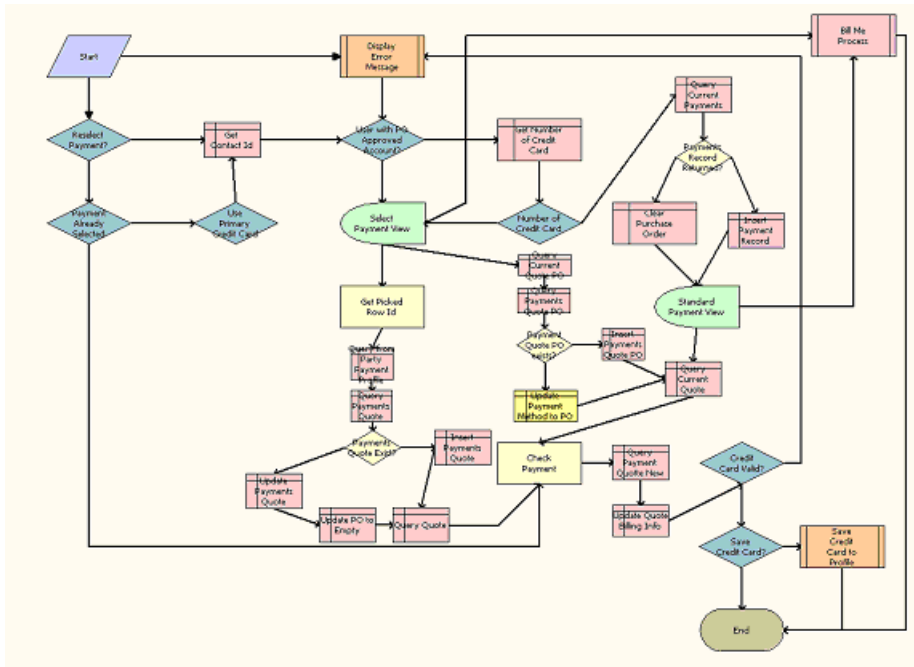 Start
Display
Error
Message
Bill Me
Process
Reselect
Payment?
Get
Contact Id
User with PO
Approved
Account?
Get Number
of Credit
Card
Query
Current
Payments
Payments
Record
Returned?
Payment
Already
Selected
Use
Primary
Credit Card
Select
Payment View
Number of
Credit Card
Clear
Purchase
Order
Insert
Payment
Record
Query
Current
Quote PO
Get Picked
Row Id
Query
Payments
Quote PO
Standard
Payment View
Payment
Quote PO
exists?
Insert
Payments
Quote PO
Query from
Party
Payment
Profile
Query
Current
Quote
Query
Payments
Quote
Update
Payment
Method to PO
Payments
Quote Exist?
Insert
Payments
Quote
Check
Payment
Query
Payment
Quote New
Credit
Card Valid?
Update
Payments
Quote
Update PO to
Empty
Query Quote
Update Quote
Billing Info
Save
Credit Card?
Save
Credit
Card to
Profile
End